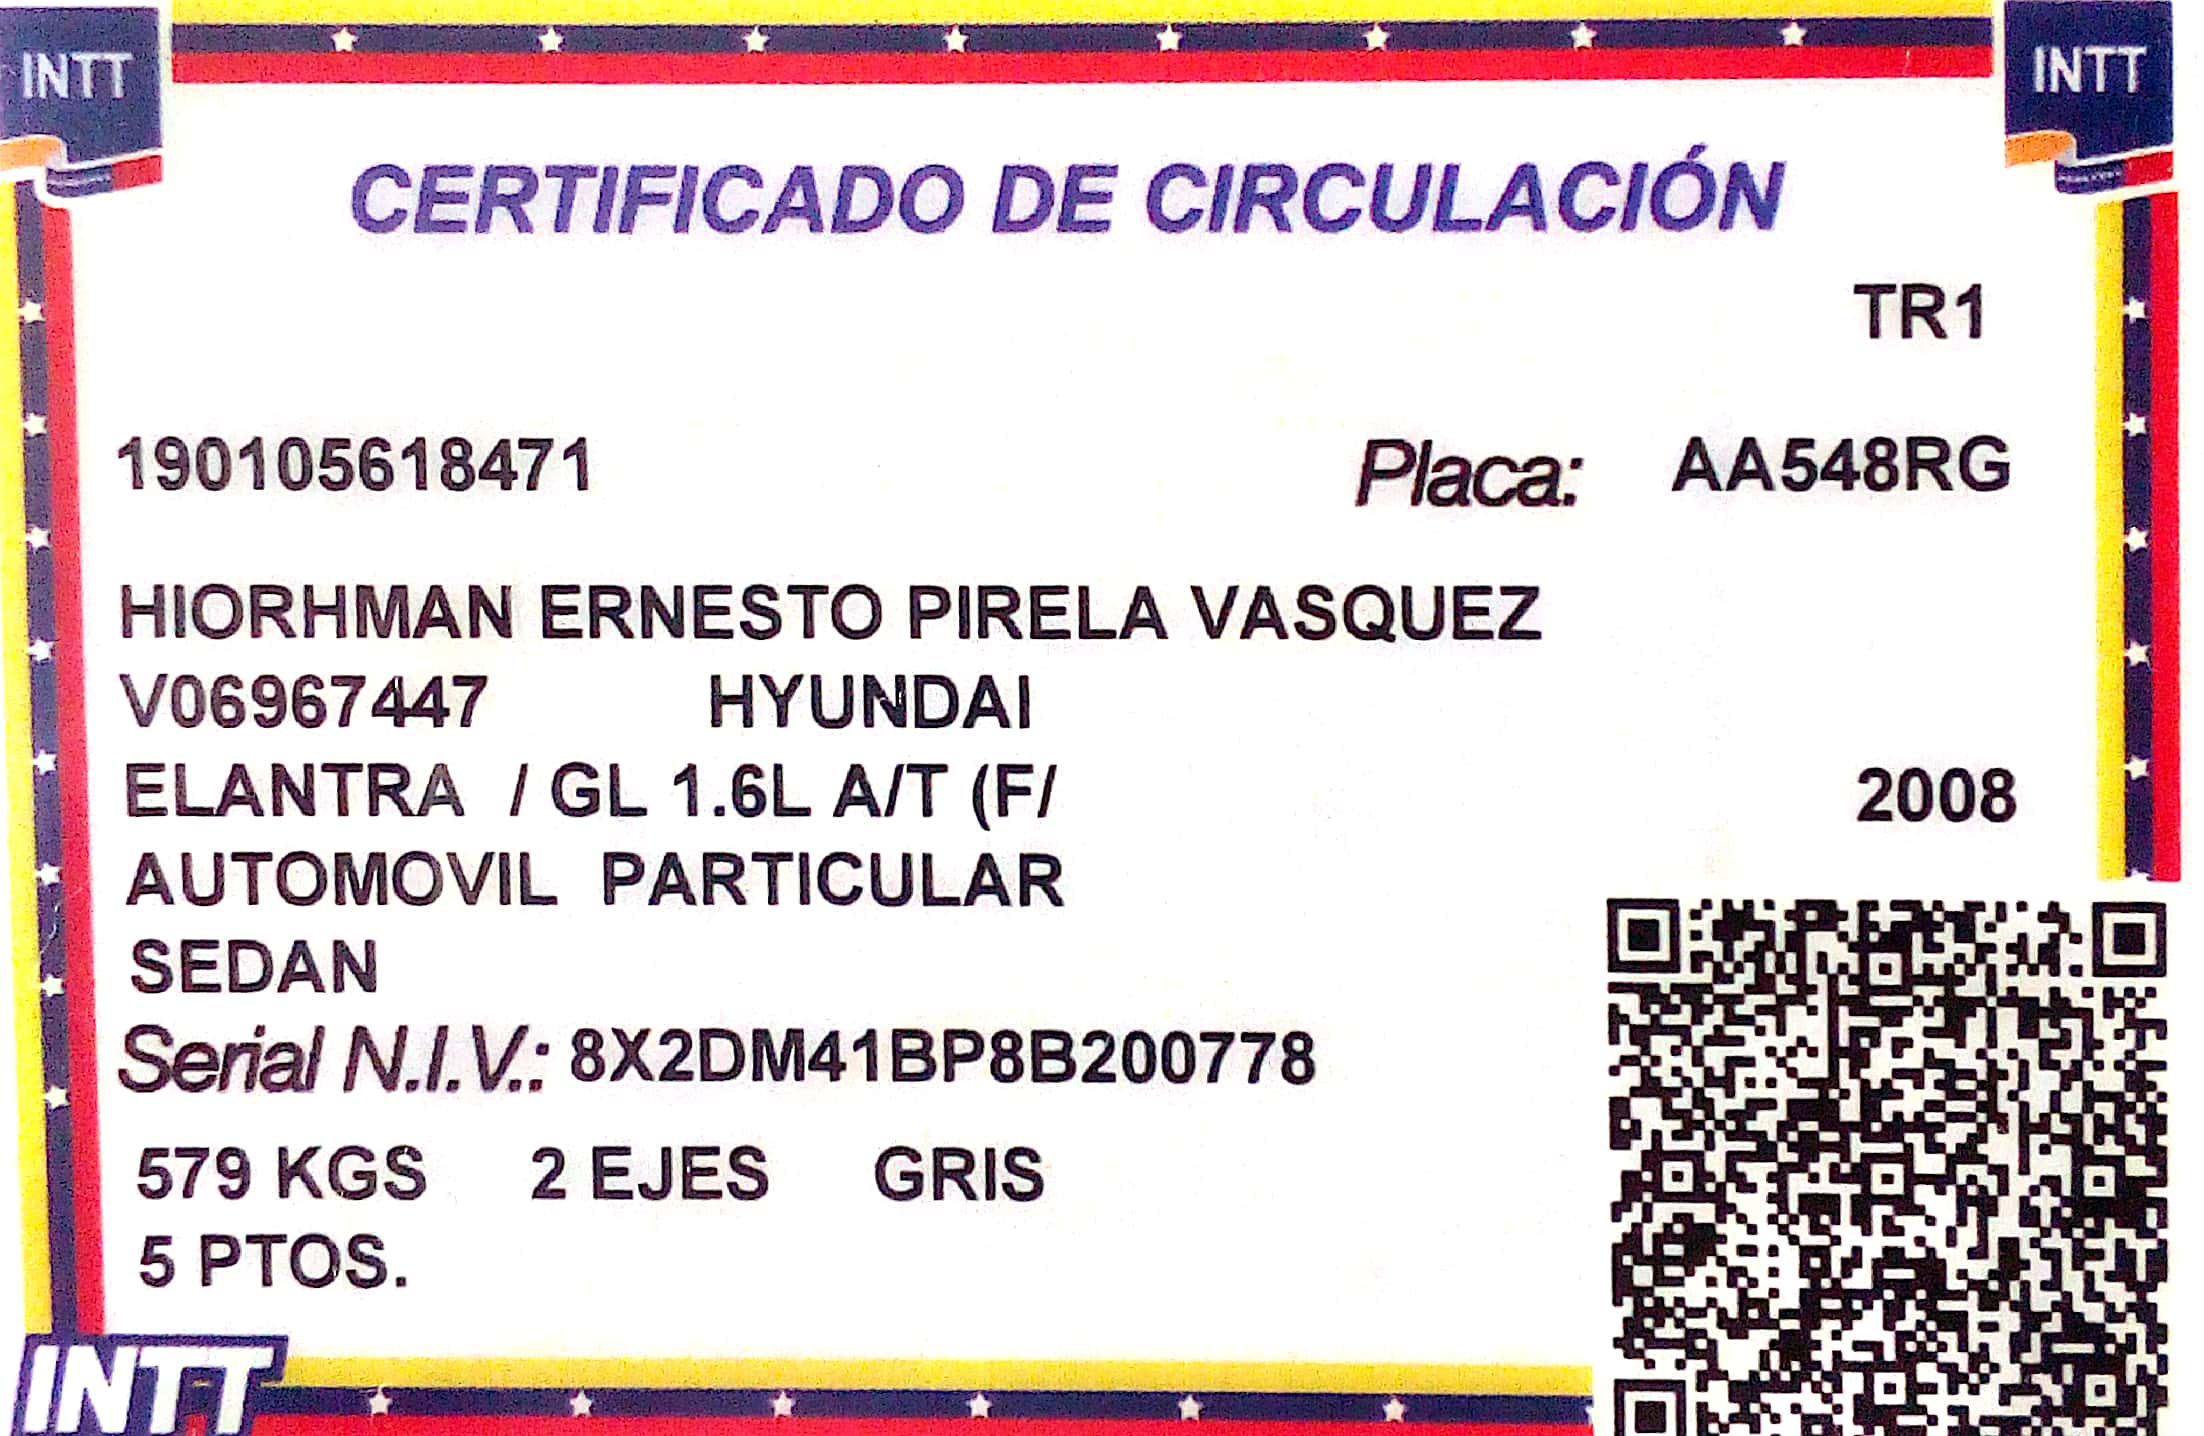 INTT
INTT
CERTIFICADO DE CIRCULACIÓN
TR1
190105618471 Placa: AA548RG
HIORHMAN ERNESTO PIRELA VASQUEZ
V06967447 HYUNDAI
ELANTRA / GL 1.6L A/T (F/ 2008
AUTOMOVIL PARTICULAR
SEDAN
Serial N.I.V.: 8X2DM41BP8B200778
579 KGS 2 EJES GRIS
5 PTOS.
INTT